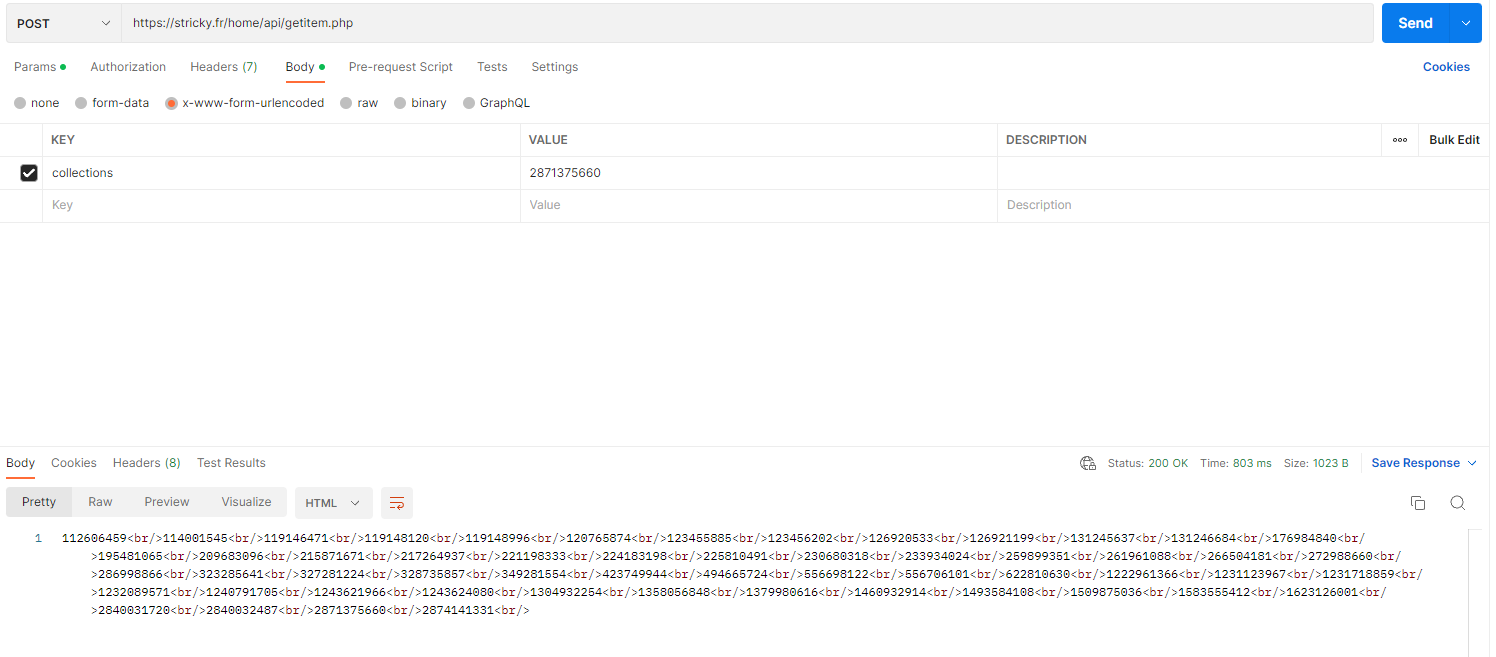 POST https://stricky.fr/home/api/getitem.php Send
Params Authorization Headers (7) Body Pre-request Script Tests Settings Cookies
none form-data x-www-form-urlencoded raw binary GraphQL
KEY VALUE DESCRIPTION ooo Bulk Edit
collections 2871375660
Key Value Description
Body Cookies Headers (8) Test Results Status: 200 OK Time: 803 ms Size: 1023 B Save Response
Pretty Raw Preview Visualize HTML
1 112606459<br/>114001545<br/>119146471<br/>119148120<br/>119148996<br/>120765874<br/>123455885<br/>123456202<br/>126920533<br/>126921199<br/>131245637<br/>131246684<br/>176984840<br/
>195481065<br/>209683096<br/>215871671<br/>217264937<br/>221198333<br/>224183198<br/>225810491<br/>230680318<br/>233934024<br/>259899351<br/>261961088<br/>266504181<br/>272988660<br/
>286998866<br/>323285641<br/>327281224<br/>328735857<br/>349281554<br/>423749944<br/>494665724<br/>556698122<br/>556706101<br/>622810630<br/>1222961366<br/>1231123967<br/>1231718859<br/
>1232089571<br/>1240791705<br/>1243621966<br/>1243624080<br/>1304932254<br/>1358056848<br/>1379980616<br/>1460932914<br/>1493584108<br/>1509875036<br/>1583555412<br/>1623126001<br/
>2840031720<br/>2840032487<br/>2871375660<br/>2874141331<br/>